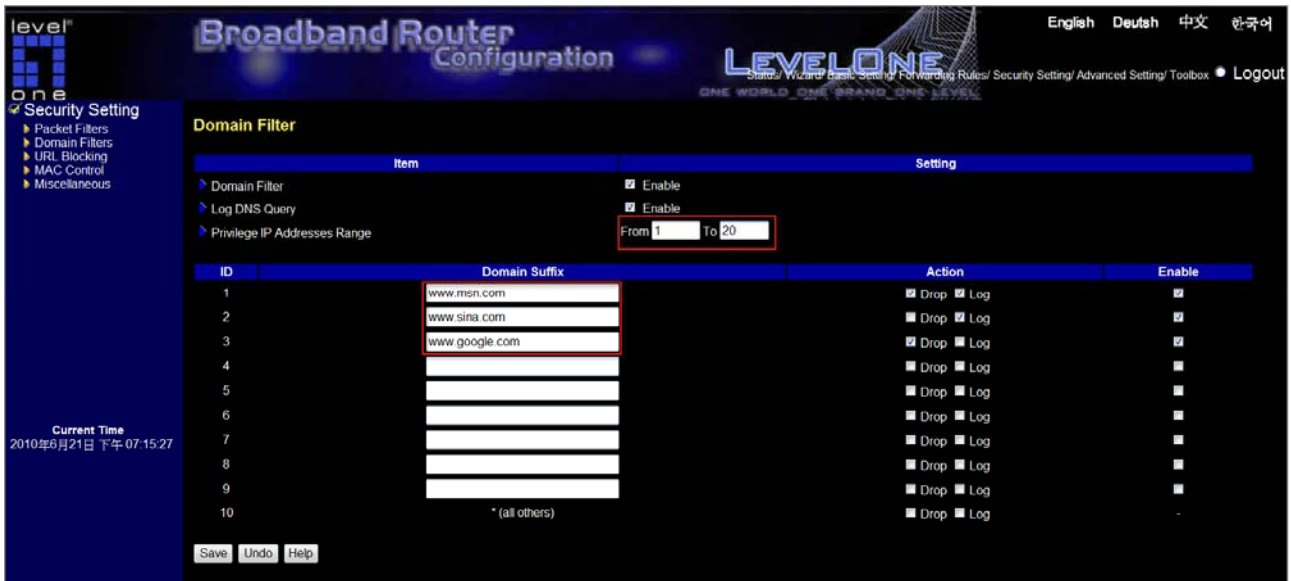 level one
Broadband Router
Configuration
English Deutsh 中文 한국어
LEVELONE
Status/ Wizard/ Basic Setting/ Forwarding Rules/ Security Setting/ Advanced Setting/ Toolbox Logout
ONE WORLD_ONE BRAND_ONE LEVEL
Security Setting
Packet Filters
Domain Filters
URL Blocking
MAC Control
Miscellaneous
Current Time
2010年6月21日 下午 07:15:27
Domain Filter
Item Setting
Domain Filter Enable
Log DNS Query Enable
Privilege IP Addresses Range From 1 To 20
ID Domain Suffix Action Enable
1 www.msn.com Drop Log
2 www.sina.com Drop Log
3 www.google.com Drop Log
4 Drop Log
5 Drop Log
6 Drop Log
7 Drop Log
8 Drop Log
9 Drop Log
10 * (all others) Drop Log -
Save Undo Help